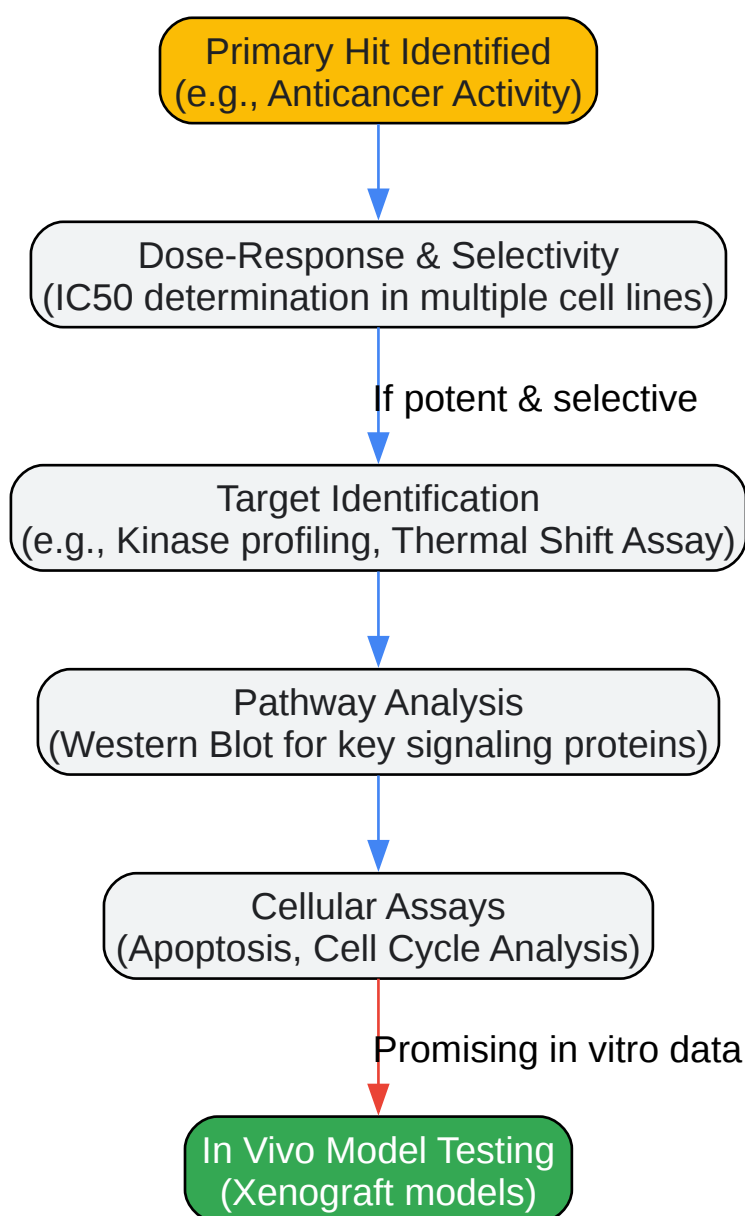 Primary Hit Identified
(e.g., Anticancer Activity)
Dose-Response & Selectivity
(IC50 determination in multiple cell lines)
If potent & selective
Target Identification
(e.g., Kinase profiling, Thermal Shift Assay)
Pathway Analysis
(Western Blot for key signaling proteins)
Cellular Assays
(Apoptosis, Cell Cycle Analysis)
Promising in vitro data
In Vivo Model Testing
(Xenograft models)